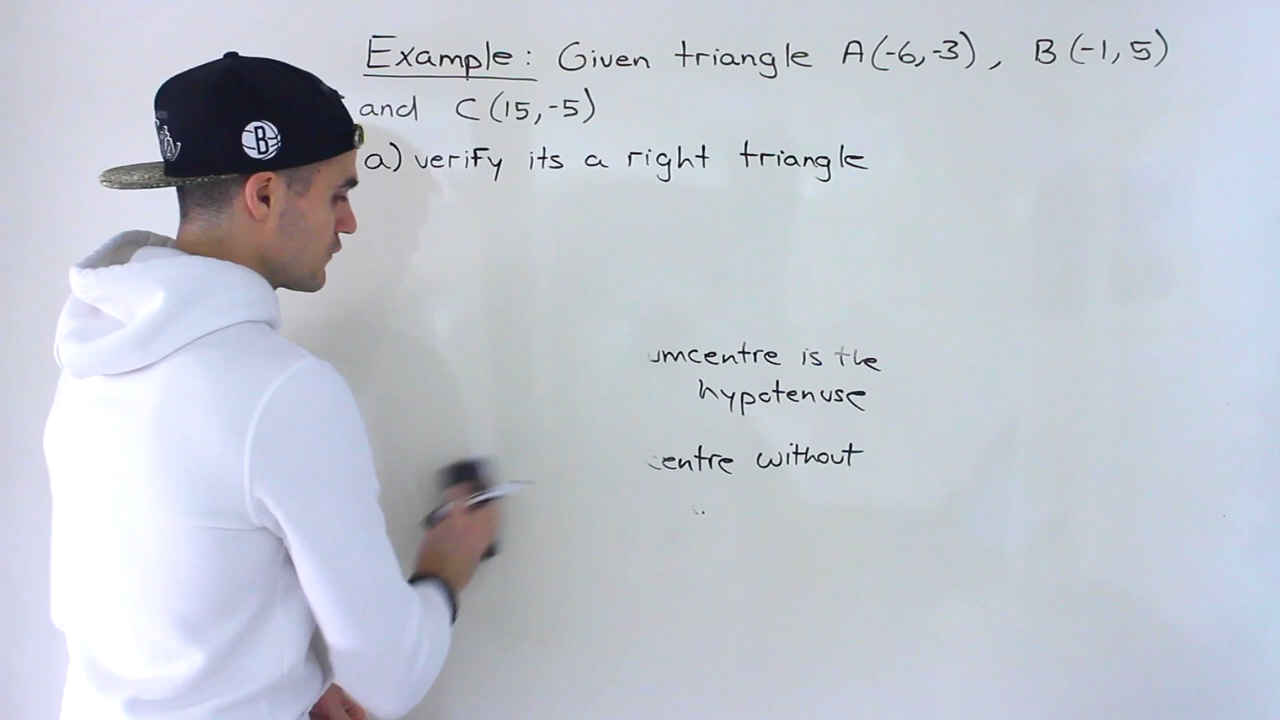 Example: Given triangle A(-6,-3), B(-1,5)
and C(15,-5)
a) verify its a right triangle
umcentre is the
hypotenuse
centre without
B